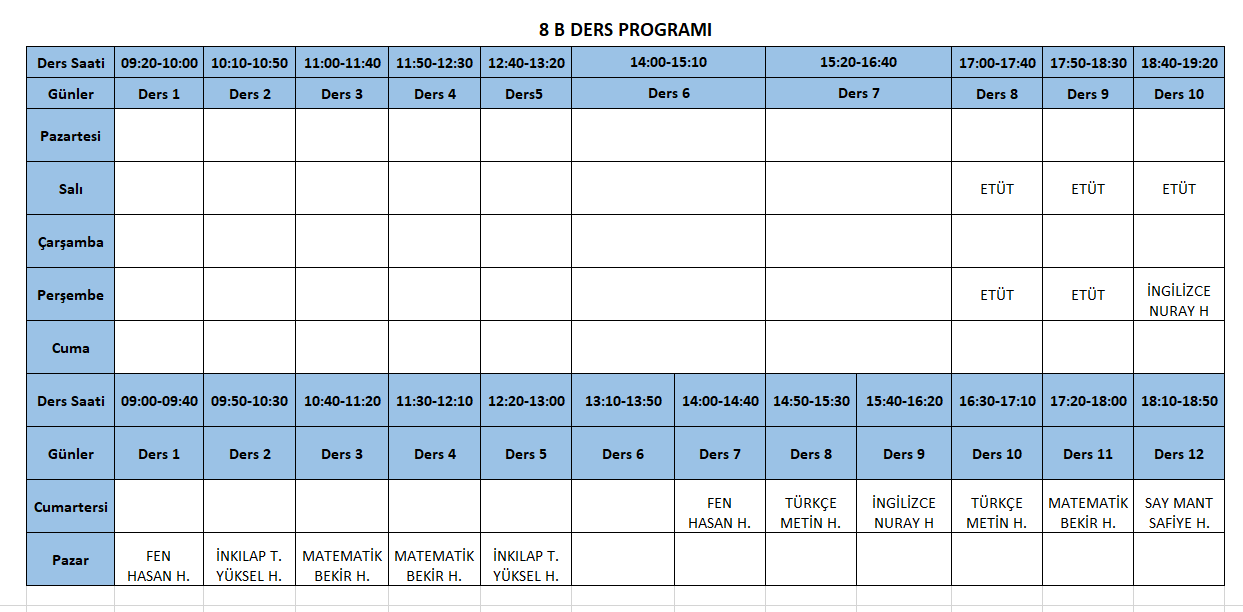 8 B DERS PROGRAMI
Ders Saati 09:20-10:00 10:10-10:50 11:00-11:40 11:50-12:30 12:40-13:20 14:00-15:10 15:20-16:40 17:00-17:40 17:50-18:30 18:40-19:20
Günler Ders 1 Ders 2 Ders 3 Ders 4 Ders5 Ders 6 Ders 7 Ders 8 Ders 9 Ders 10
Pazartesi
Salı ETÜT ETÜT ETÜT
Çarşamba
Perşembe ETÜT ETÜT İNGİLİZCE
NURAY H
Cuma
Ders Saati 09:00-09:40 09:50-10:30 10:40-11:20 11:30-12:10 12:20-13:00 13:10-13:50 14:00-14:40 14:50-15:30 15:40-16:20 16:30-17:10 17:20-18:00 18:10-18:50
Günler Ders 1 Ders 2 Ders 3 Ders 4 Ders 5 Ders 6 Ders 7 Ders 8 Ders 9 Ders 10 Ders 11 Ders 12
Cumartersi FEN TÜRKÇE İNGİLİZCE TÜRKÇE MATEMATİK SAY MANT
HASAN H. METİN H. NURAY H METİN H. BEKİR H. SAFİYE H.
Pazar FEN İNKILAP T. MATEMATİK MATEMATİK İNKILAP T.
HASAN H. YÜKSEL H. BEKİR H. BEKİR H. YÜKSEL H.